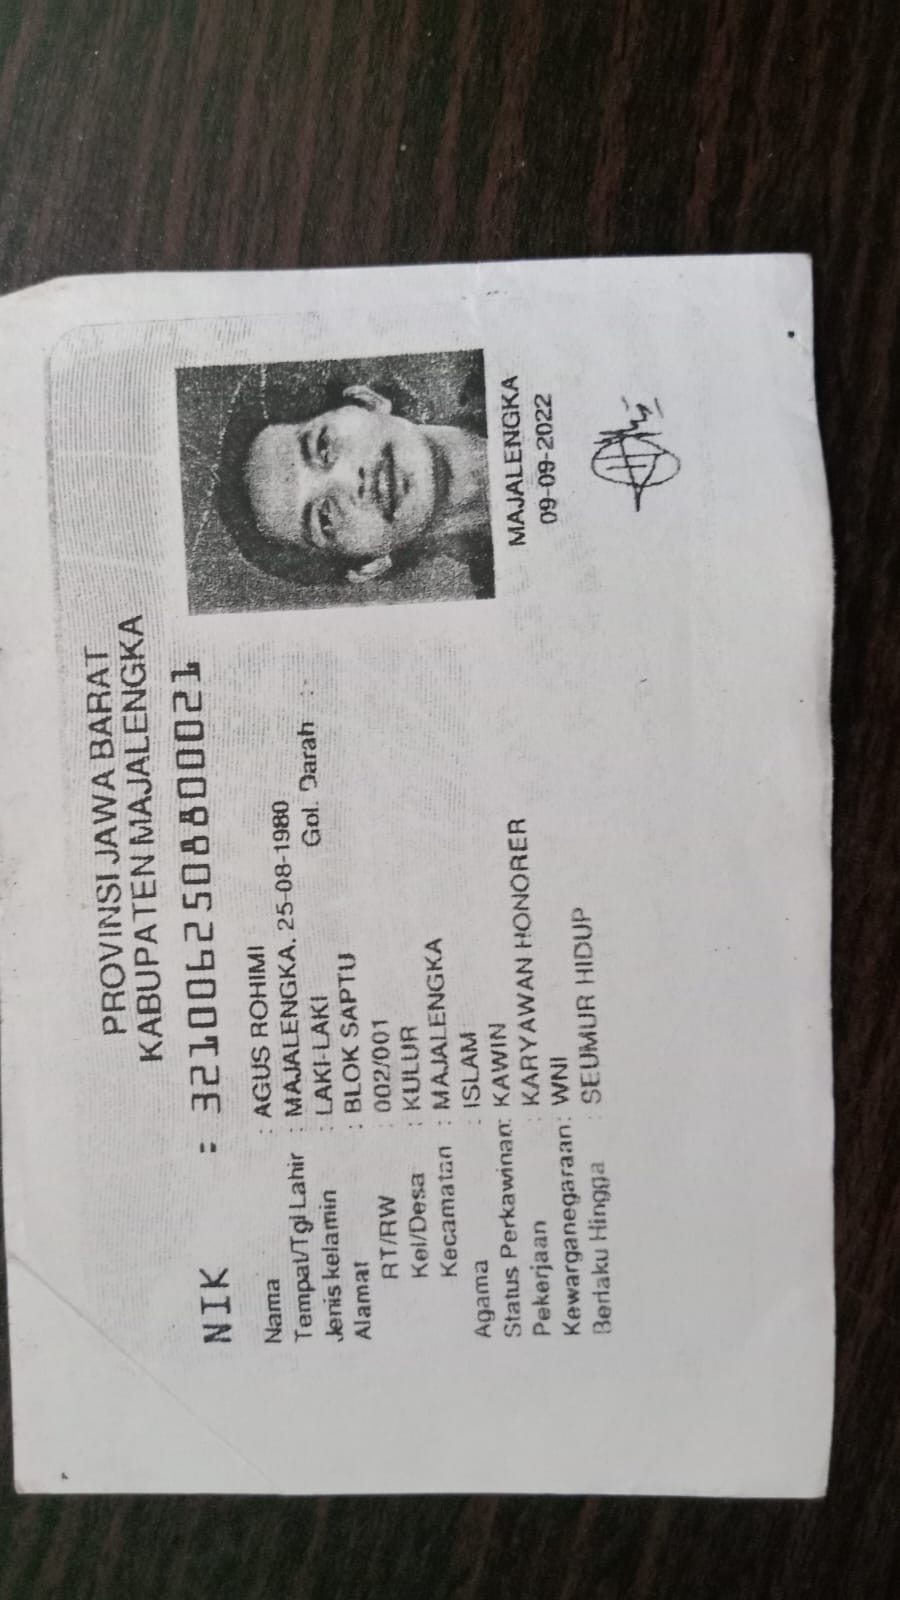 PROVINSI JAWA BARAT
KABUPATEN MAJALENGKA
NIK : 3210062508800021
Nama : AGUS ROHIMI
Tempat/Tgl Lahir : MAJALENGKA, 25-08-1980
Jenis kelamin : LAKI-LAKI Gol. Darah :-
Alamat : BLOK SAPTU
RT/RW : 002/001
Kel/Desa : KULUR
Kecamatan : MAJALENGKA
Agama : ISLAM
Status Perkawinan: KAWIN
Pekerjaan : KARYAWAN HONORER
Kewarganegaraan: WNI
Berlaku Hingga : SEUMUR HIDUP
MAJALENGKA
09-09-2022